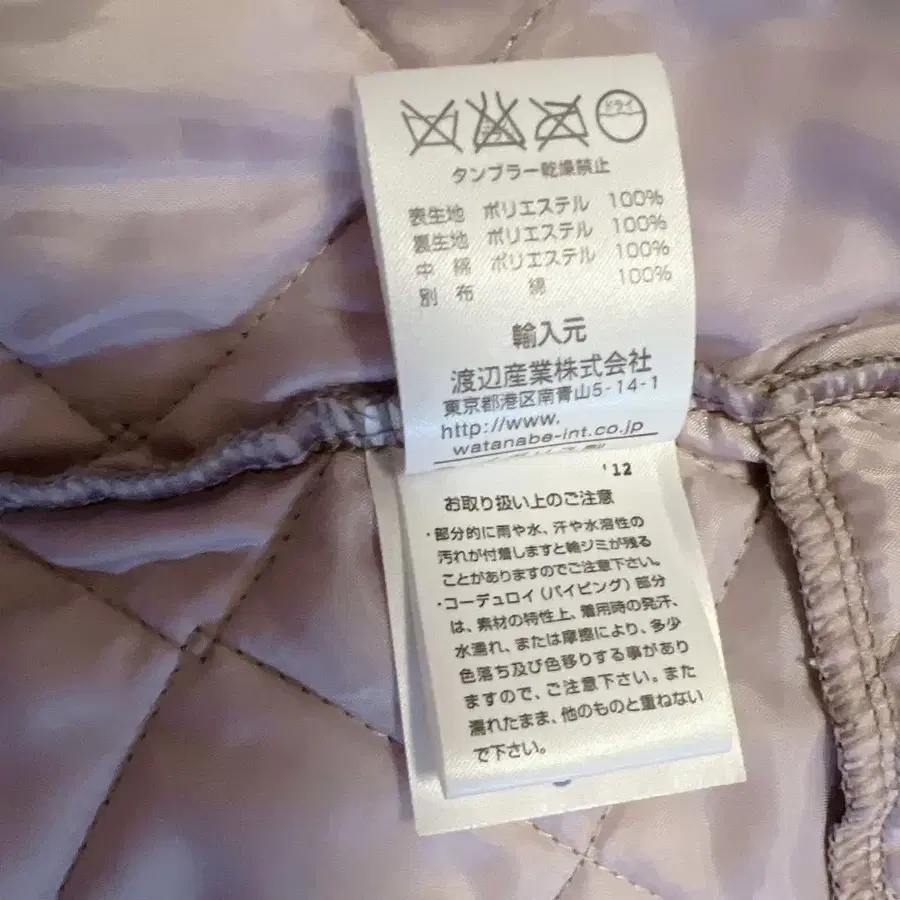 ドライ
タンブラー乾燥禁止
表生地 ポリエステル 100%
裏生地 ポリエステル 100%
中綿 ポリエステル 100%
別布 綿 100%
輸入元
渡辺産業株式会社
東京都港区南青山5-14-1
http://www.
watanabe-int.co.jp
'12
お取り扱い上のご注意
・部分的に雨や水、汗や水溶性の
汚れが付着しますと輪ジミが残る
ことがありますのでご注意下さい。
・コーデュロイ(パイピング)部分
は、素材の特性上、着用時の発汗、
水濡れ、または摩擦により、多少
色落ち及び色移りする事があり
ますので、ご注意下さい。また
濡れたまま、他のものと重ねない
で下さい。